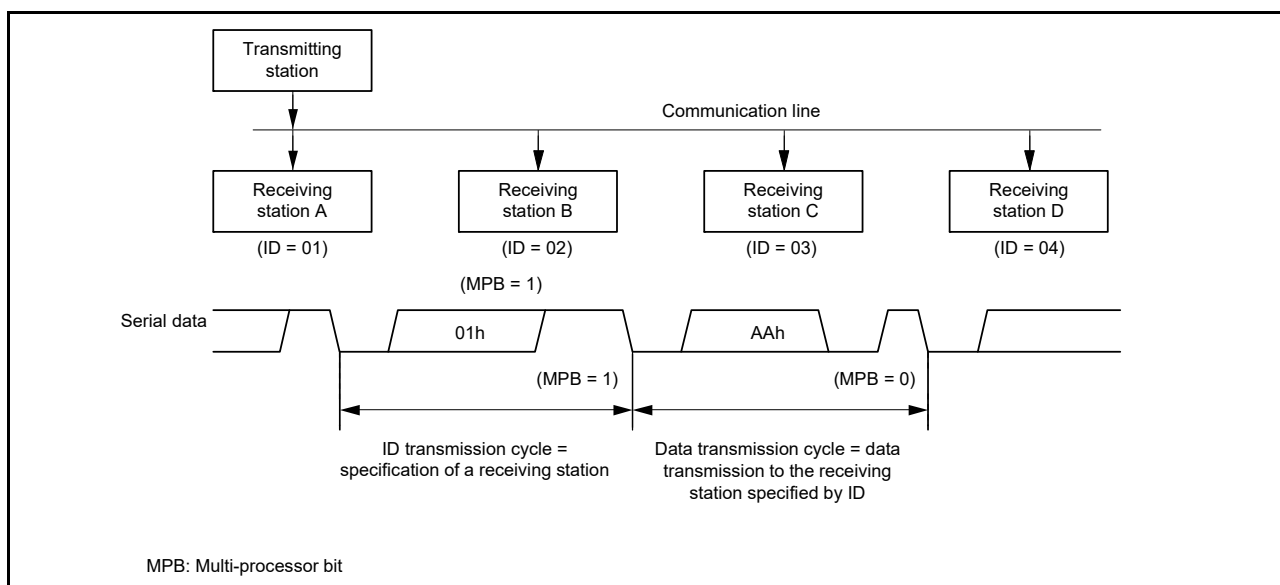 Transmitting
station
Communication line
Receiving
station A
Receiving
station B
Receiving
station C
Receiving
station D
(ID = 01)
(ID = 02)
(ID = 03)
(ID = 04)
(MPB = 1)
Serial data
01h
AAh
(MPB = 1)
(MPB = 0)
ID transmission cycle =
specification of a receiving station
Data transmission cycle = data
transmission to the receiving
station specified by ID
MPB: Multi-processor bit